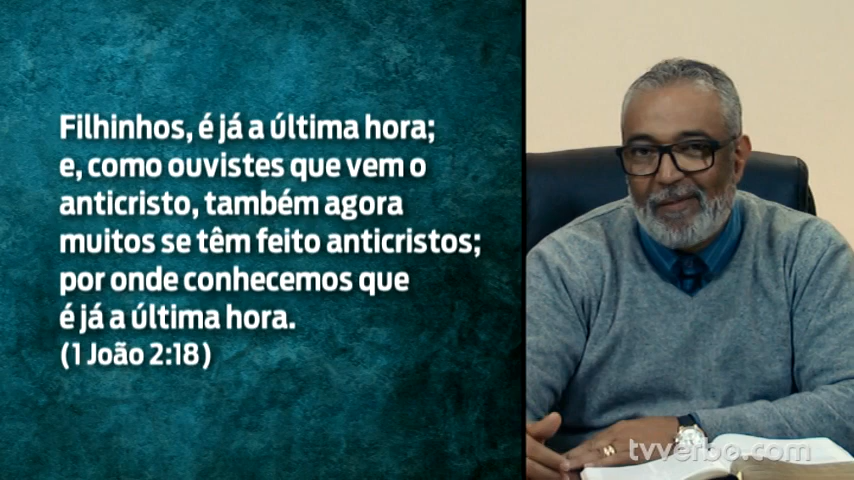 Filhinhos, é já a última hora;
e, como ouvistes que vem o
anticristo, também agora
muitos se têm feito anticristos;
por onde conhecemos que
é já a última hora.
(1 João 2:18)
tvverbo.com